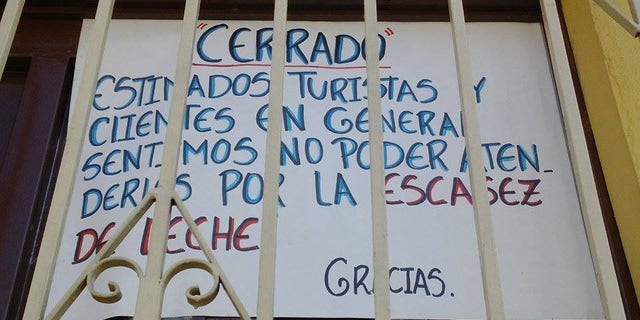 "CERRADO"
ESTIMADOS TURISTAS Y
CLIENTES EN GENERAL
SENTIMOS NO PODER ATEN-
DERLES POR LA ESCASEZ
DE LECHE
GRACIAS.